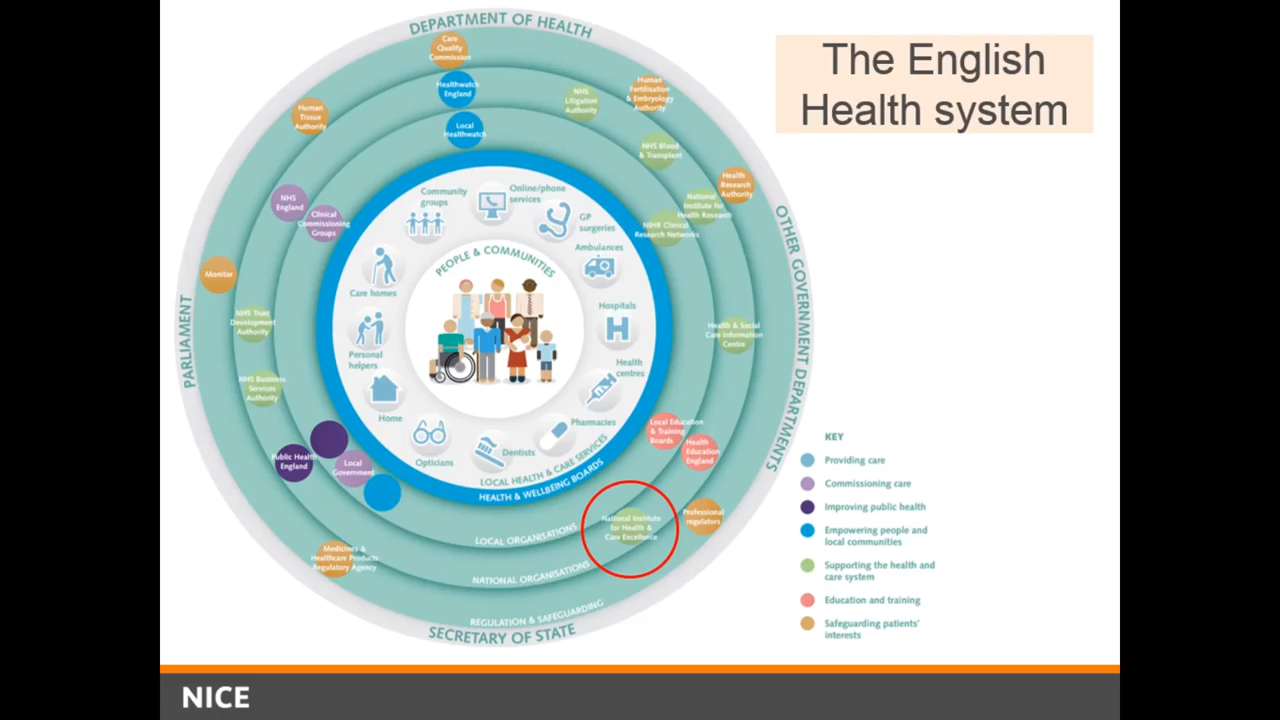 The English
Health system
DEPARTMENT OF HEALTH
OTHER GOVERNMENT DEPARTMENTS
SECRETARY OF STATE
PARLIAMENT
Care
Quality
Commission
Healthwatch
England
Local
Healthwatch
Human
Tissue
Authority
NHS
Litigation
Authority
Human
Fertilisation
& Embryology
Authority
NHS Blood
& Transplant
Health
Research
Authority
National
Institute for
Health Research
NIHR Clinical
Research Networks
NHS
England
Clinical
Commissioning
Groups
Monitor
NHS Trust
Development
Authority
NHS Business
Services
Authority
Public Health
England
Local
Government
Medicines &
Healthcare Products
Regulatory Agency
Health & Social
Care Information
Centre
Local Education
& Training
Boards
Health
Education
England
Professional
regulators
National Institute
for Health &
Care Excellence
Community
groups
Online/phone
services
GP
surgeries
Ambulances
Hospitals
Health
centres
Pharmacies
Dentists
Opticians
Home
Personal
helpers
Care homes
PEOPLE & COMMUNITIES
LOCAL HEALTH & CARE SERVICES
HEALTH & WELLBEING BOARDS
LOCAL ORGANISATIONS
NATIONAL ORGANISATIONS
REGULATION & SAFEGUARDING
KEY
Providing care
Commissioning care
Improving public health
Empowering people and
local communities
Supporting the health and
care system
Education and training
Safeguarding patients'
interests
NICE